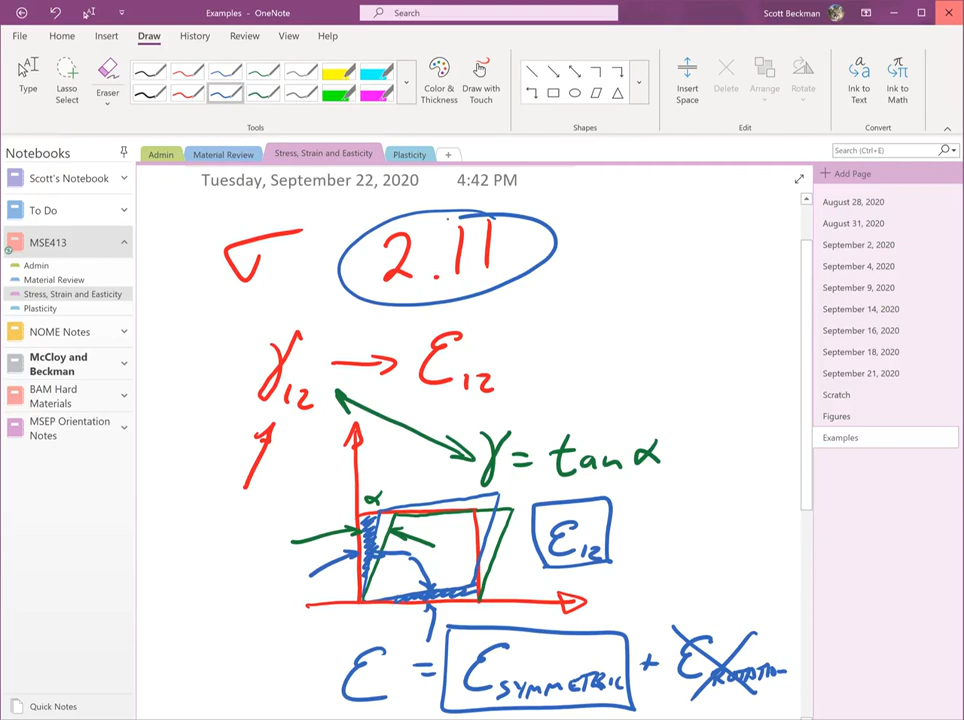 Examples - OneNote
Search
Scott Beckman
File Home Insert Draw History Review View Help
Type
Lasso Select
Eraser
Color & Thickness
Draw with Touch
Insert Space
Delete
Arrange
Rotate
Ink to Text
Ink to Math
Tools
Shapes
Edit
Convert
Notebooks
Admin
Material Review
Stress, Strain and Easticity
Plasticity
+
Search (Ctrl+E)
Scott's Notebook
To Do
MSE413
Admin
Material Review
Stress, Strain and Easticity
Plasticity
NOME Notes
McCloy and Beckman
BAM Hard Materials
MSEP Orientation Notes
Quick Notes
Tuesday, September 22, 2020 4:42 PM
σ 2.11
γ12 → ε12
γ = tan α
α
ε12
ε = ε SYMMETRIC + ε
Add Page
August 28, 2020
August 31, 2020
September 2, 2020
September 4, 2020
September 9, 2020
September 14, 2020
September 16, 2020
September 18, 2020
September 21, 2020
Scratch
Figures
Examples